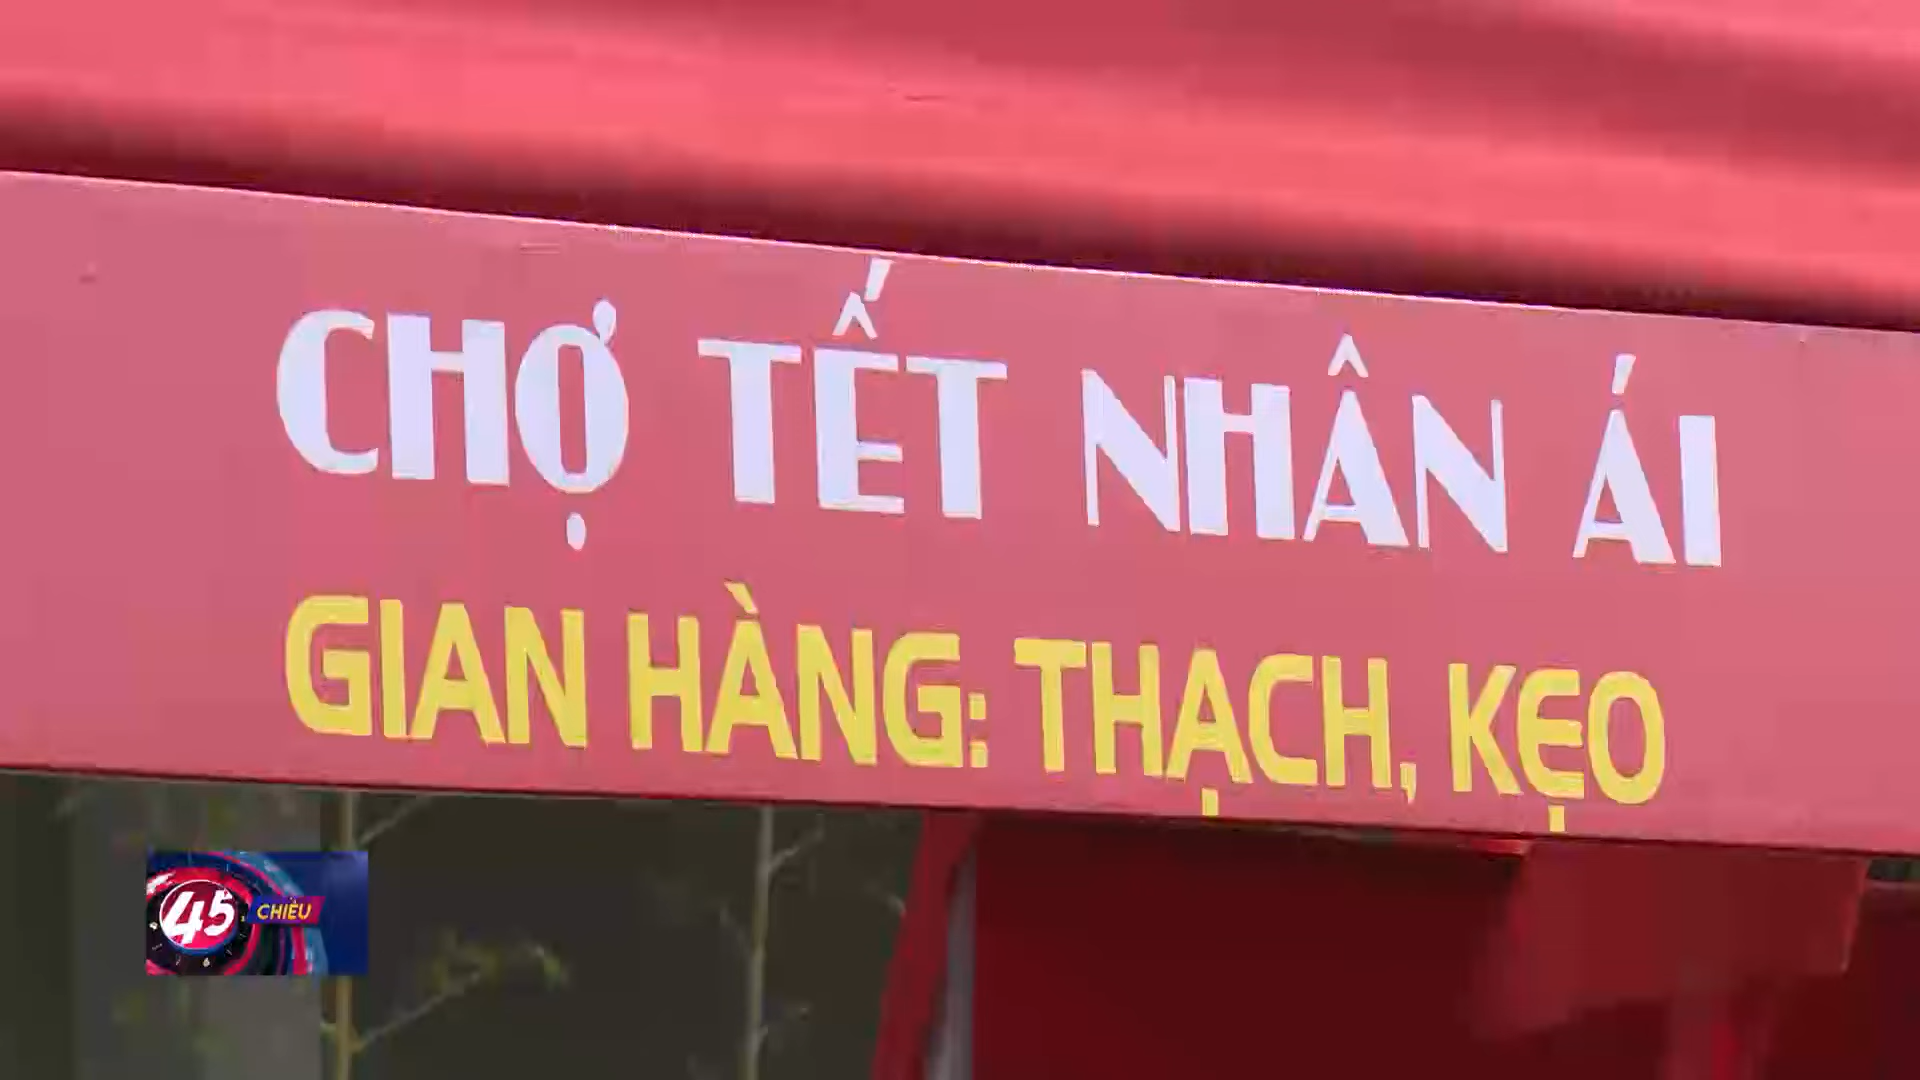 CHỢ TẾT NHÂN ÁI
GIAN HÀNG: THẠCH, KẸO
45 CHIỀU